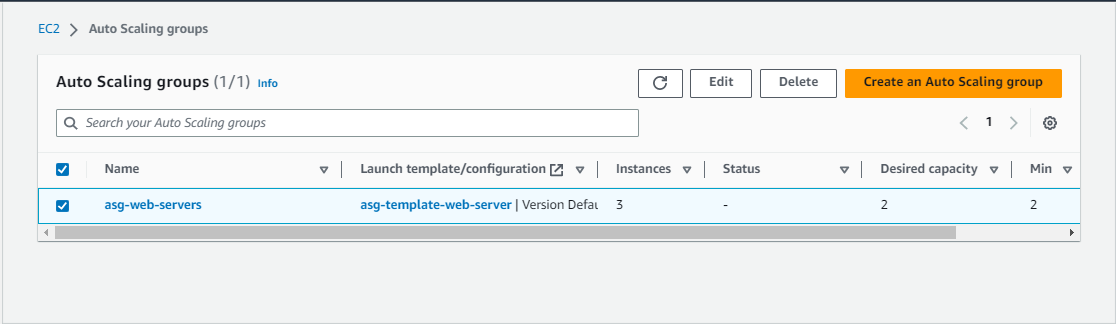 EC2 Auto Scaling groups
Auto Scaling groups (1/1) Info
Edit Delete Create an Auto Scaling group
Search your Auto Scaling groups
1
Name Launch template/configuration Instances Status Desired capacity Min
asg-web-servers asg-template-web-server | Version Defau 3 - 2 2